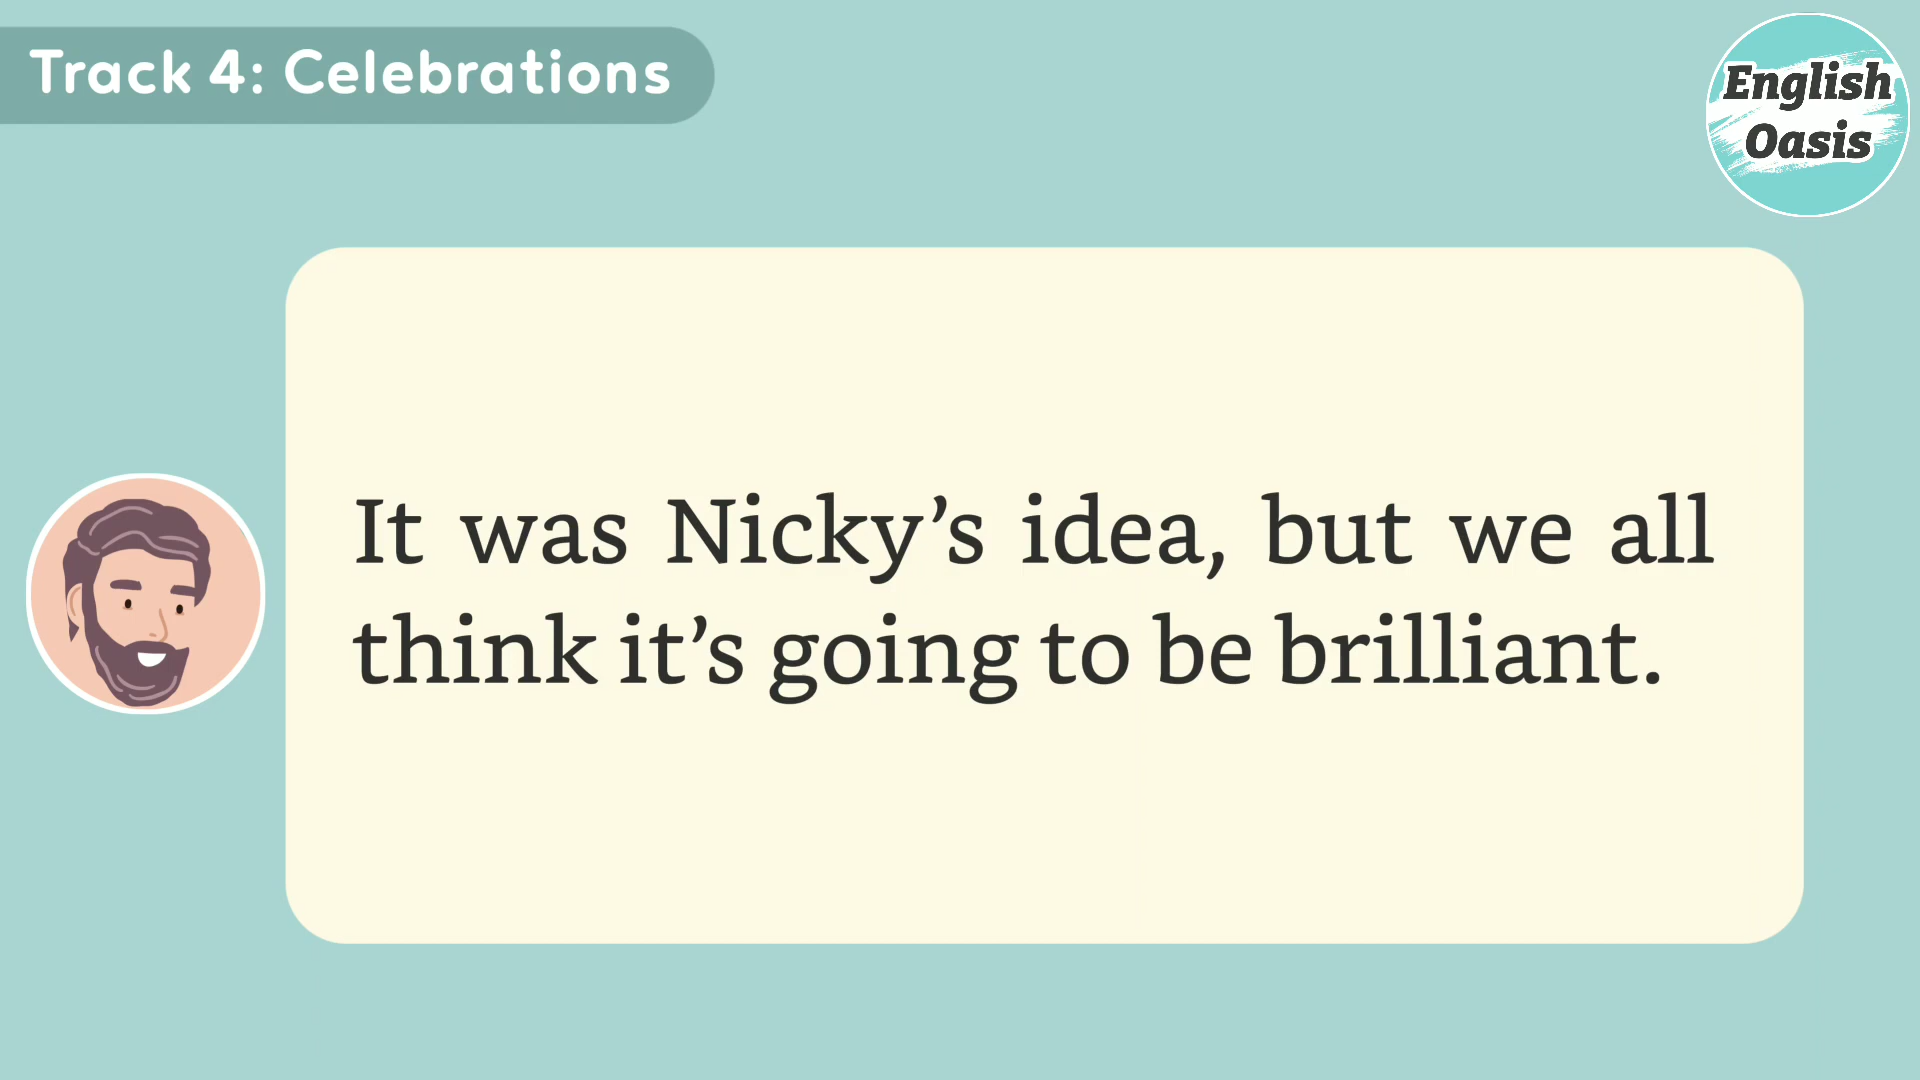 Track 4: Celebrations
English
Oasis
It was Nicky’s idea, but we all
think it’s going to be brilliant.